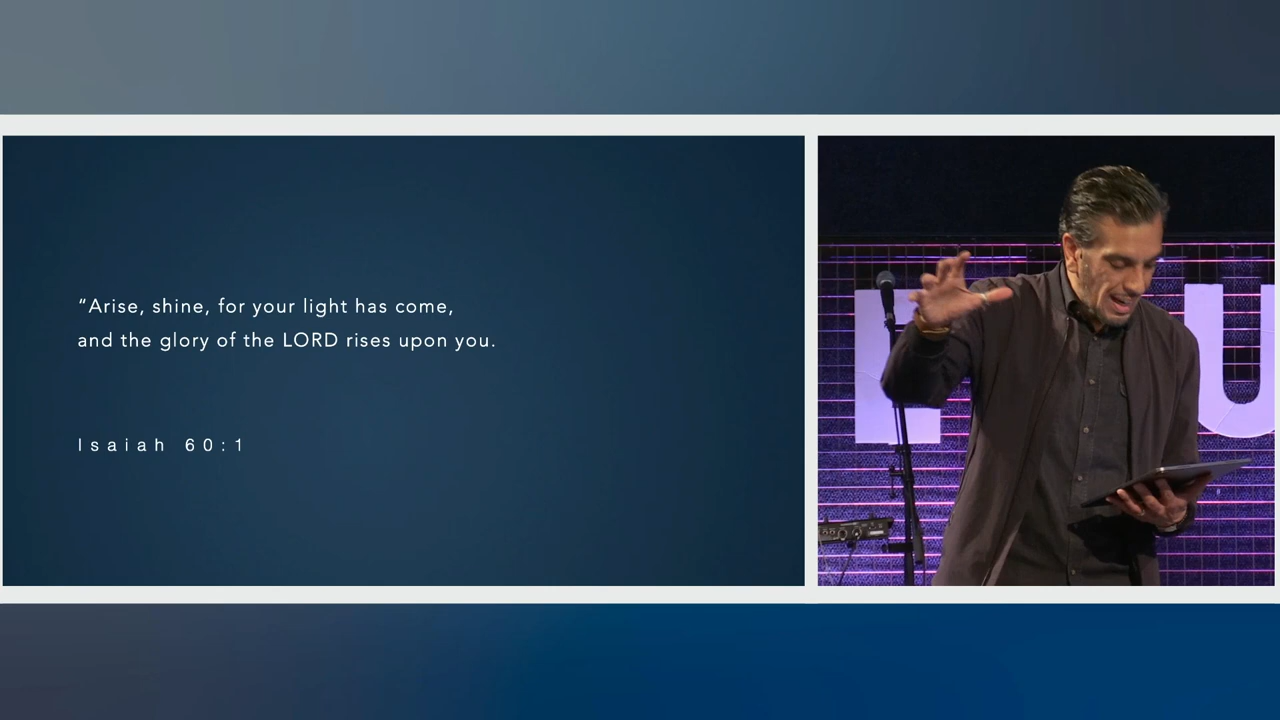 “Arise, shine, for your light has come,
and the glory of the LORD rises upon you.
Isaiah 60:1
U